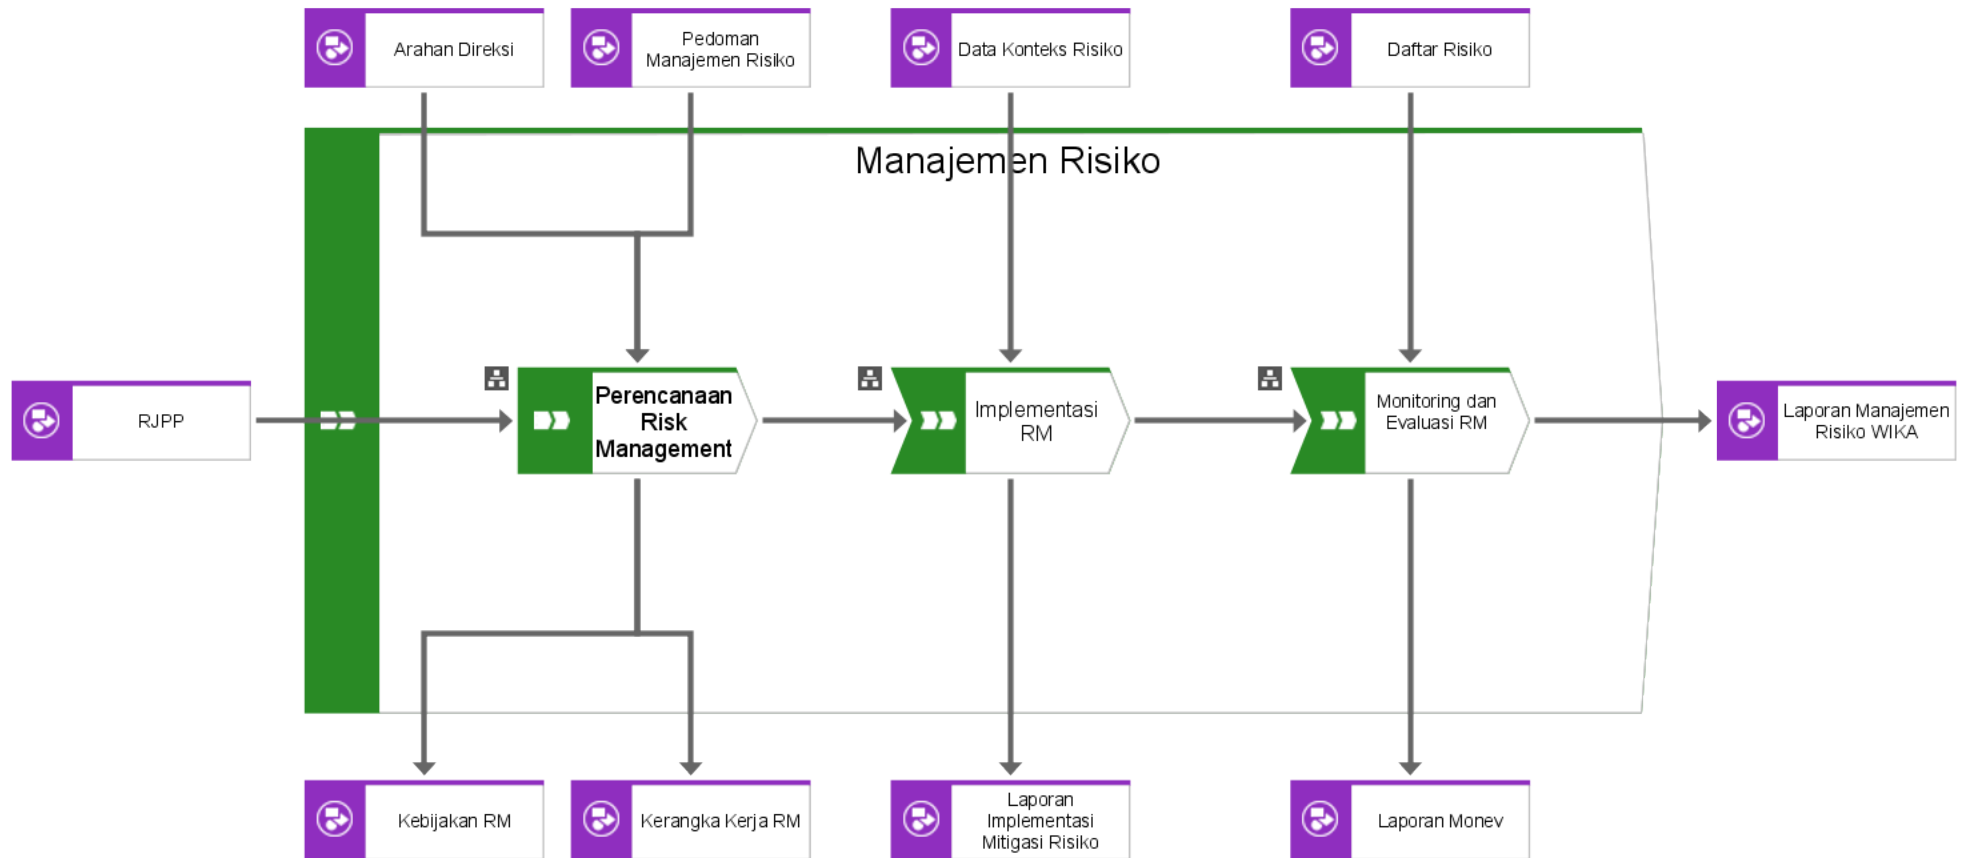 Arahan Direksi
Pedoman
Manajemen Risiko
Data Konteks Risiko
Daftar Risiko
Manajemen Risiko
RJPP
Perencanaan
Risk
Management
Implementasi
RM
Monitoring dan
Evaluasi RM
Laporan Manajemen
Risiko WIKA
Kebijakan RM
Kerangka Kerja RM
Laporan
Implementasi
Mitigasi Risiko
Laporan Monev